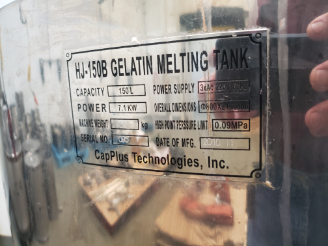 HJ-150B GELATIN MELTING TANK
CAPACITY 150L POWER SUPPLY
POWER 7.1KW OVERALL DIMENSIONS
MACHINE WEIGHT kg HIGH POINT PRESSURE LIMIT 0.09MPa
SERIAL NO. DATE OF MFG.
CapPlus Technologies, Inc.